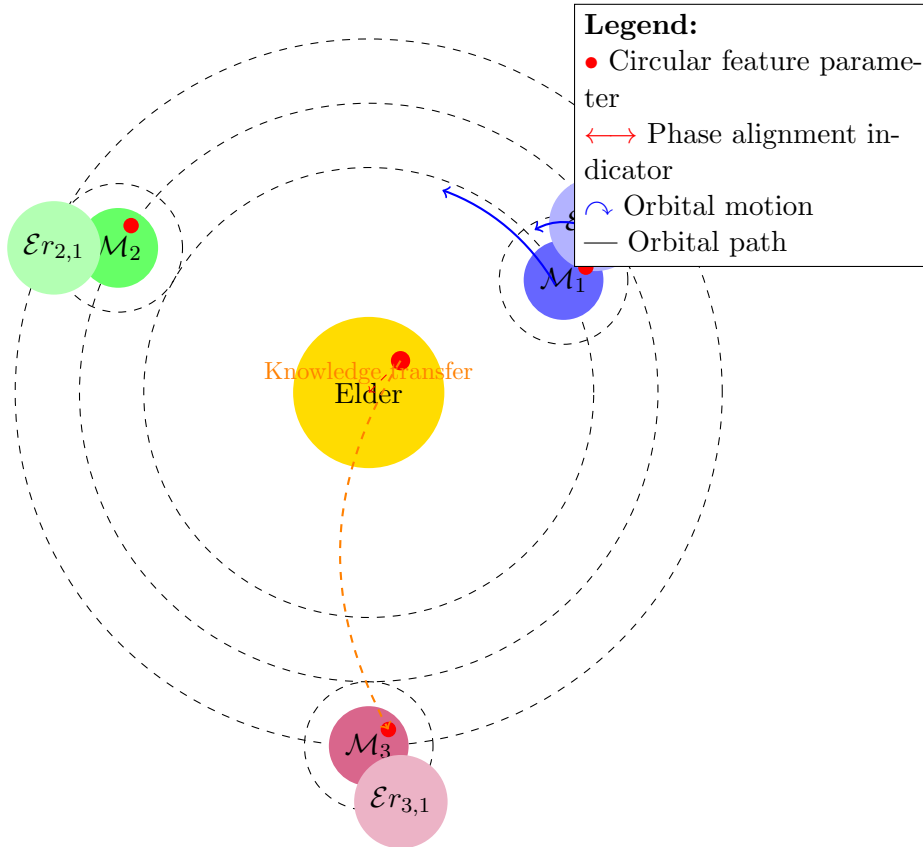 Legend:
Circular feature parame-
ter
Phase alignment in-
dicator
Orbital motion
Orbital path
ℰr₂,₁
ℳ₂
ℳ₁
Knowledge transfer
Elder
ℳ₃
ℰr₃,₁